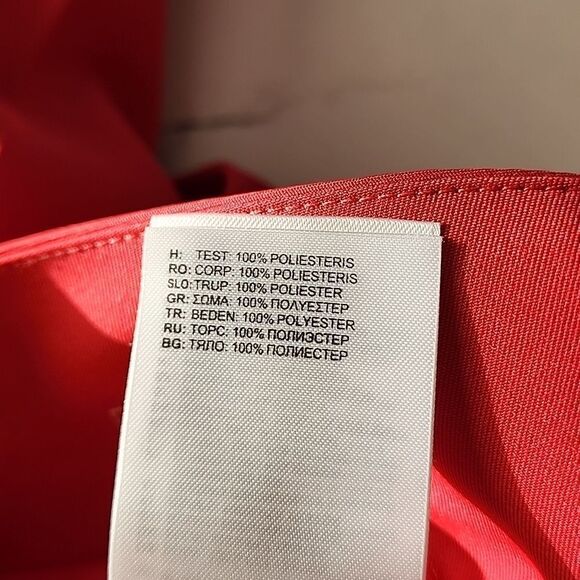 H: TEST: 100% POLIESTERIS
RO: CORP: 100% POLIESTERIS
SLO: TRUP: 100% POLIESTER
GR: ΣΩΜΑ: 100% ΠΟΛΥΕΣΤΕΡ
TR: BEDEN: 100% POLYESTER
RU: ТОРС: 100% ПОЛИЭСТЕР
BG: ТЯЛО: 100% ПОЛИЕСТЕР